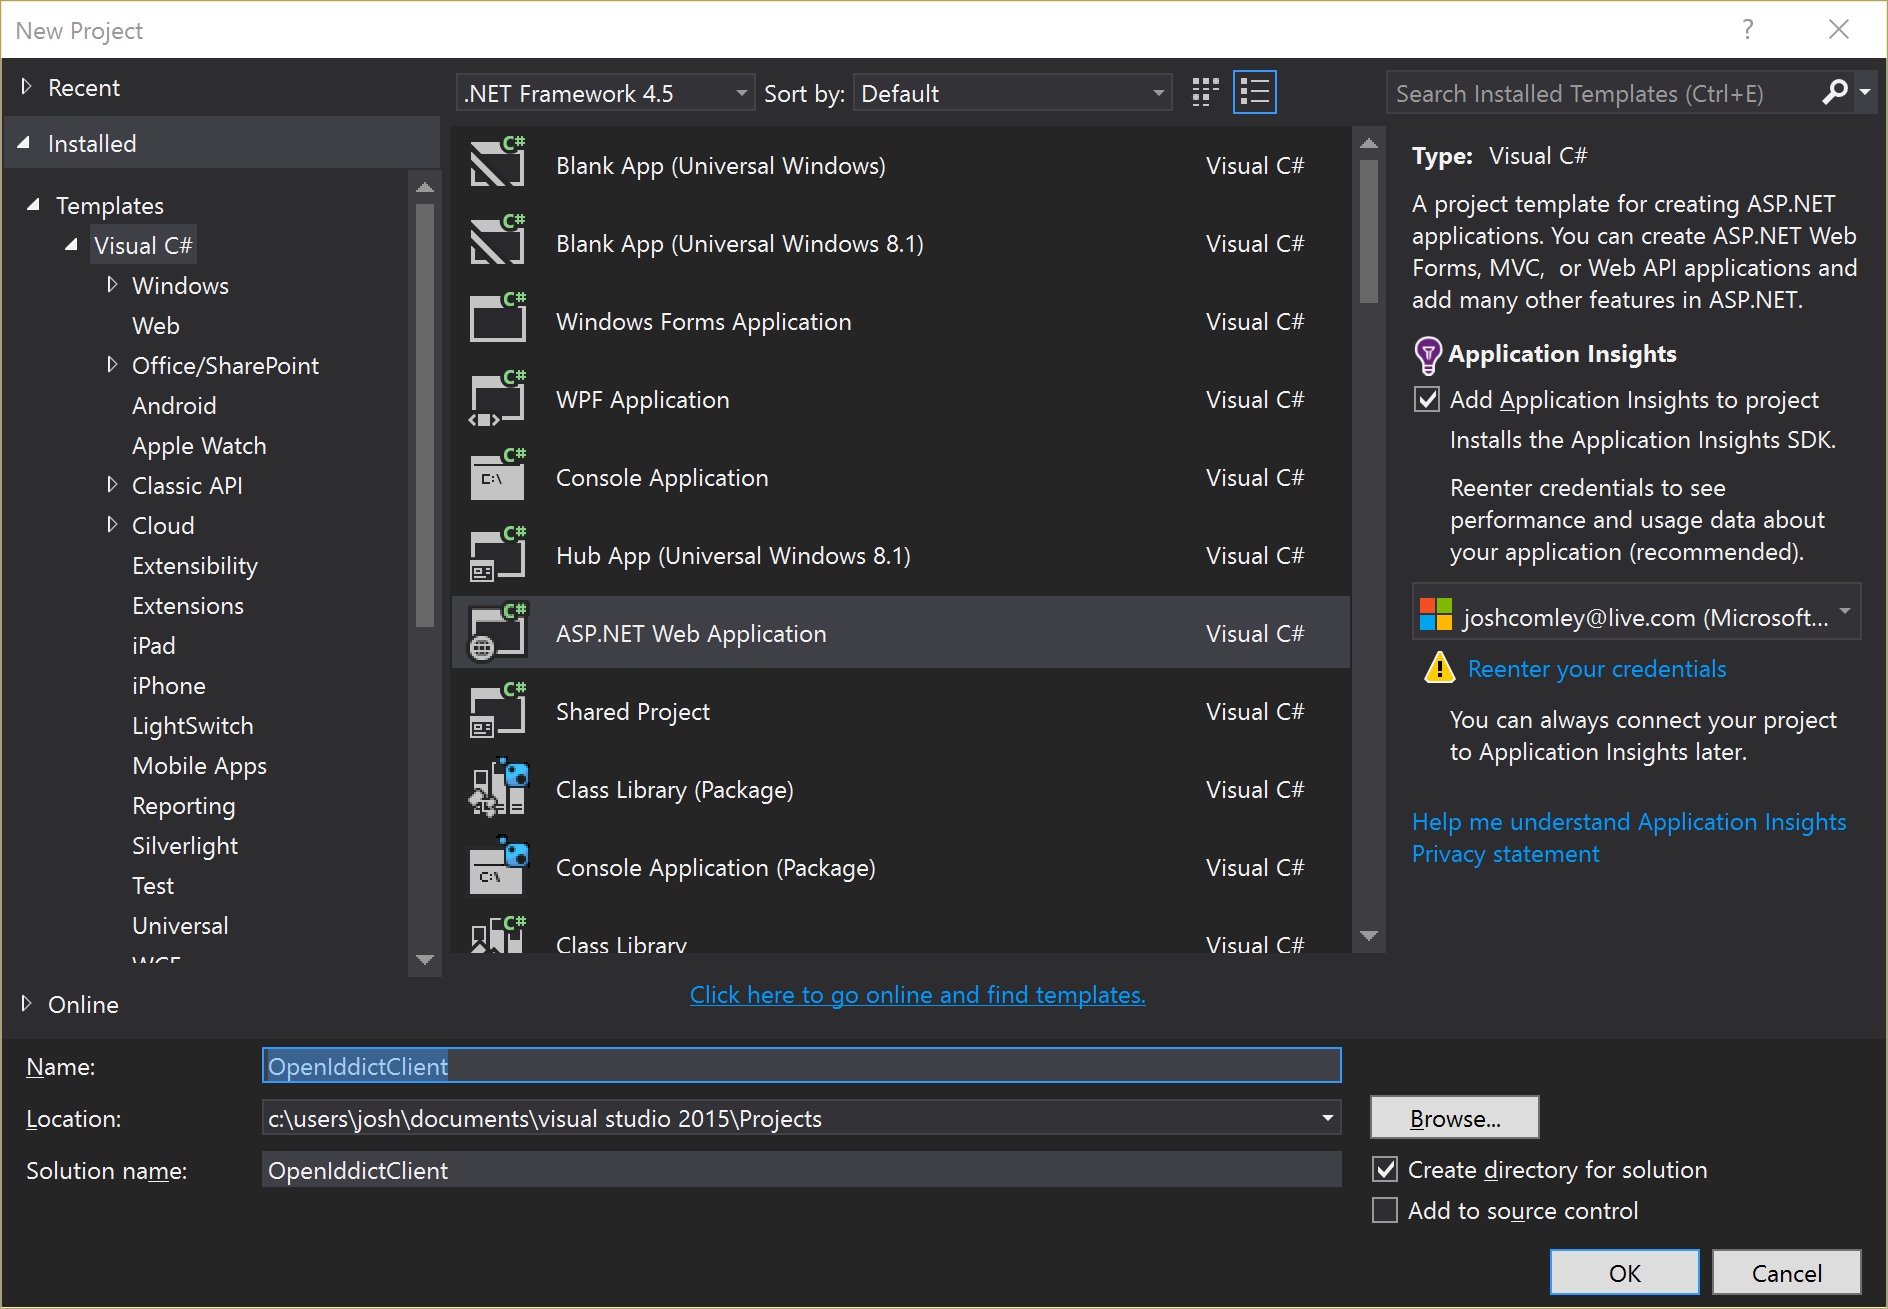 New Project
?
Recent
Installed
Templates
Visual C#
Windows
Web
Office/SharePoint
Android
Apple Watch
Classic API
Cloud
Extensibility
Extensions
iPad
iPhone
LightSwitch
Mobile Apps
Reporting
Silverlight
Test
Universal
WCF
Online
.NET Framework 4.5
Sort by: Default
Search Installed Templates (Ctrl+E)
C# Blank App (Universal Windows) Visual C#
C# Blank App (Universal Windows 8.1) Visual C#
C# Windows Forms Application Visual C#
C# WPF Application Visual C#
C# C:\ Console Application Visual C#
C# Hub App (Universal Windows 8.1) Visual C#
C# ASP.NET Web Application Visual C#
C# Shared Project Visual C#
Class Library (Package) Visual C#
C:\ Console Application (Package) Visual C#
C# Class Library Visual C#
Click here to go online and find templates.
Type: Visual C#
A project template for creating ASP.NET
applications. You can create ASP.NET Web
Forms, MVC,  or Web API applications and
add many other features in ASP.NET.
Application Insights
Add Application Insights to project
Installs the Application Insights SDK.
Reenter credentials to see
performance and usage data about
your application (recommended).
joshcomley@live.com (Microsoft...
Reenter your credentials
You can always connect your project
to Application Insights later.
Help me understand Application Insights
Privacy statement
Name: OpenIddictClient
Location: c:\users\josh\documents\visual studio 2015\Projects
Browse...
Solution name: OpenIddictClient
Create directory for solution
Add to source control
OK
Cancel